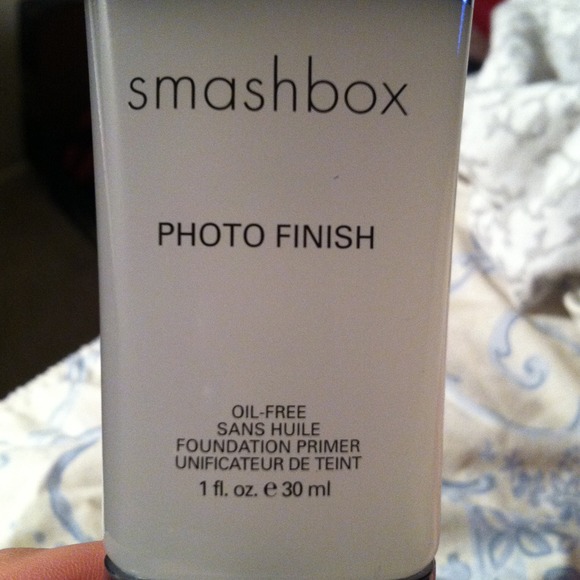 smashbox
PHOTO FINISH
OIL-FREE
SANS HUILE
FOUNDATION PRIMER
UNIFICATEUR DE TEINT
1 fl. oz. ℮ 30 ml